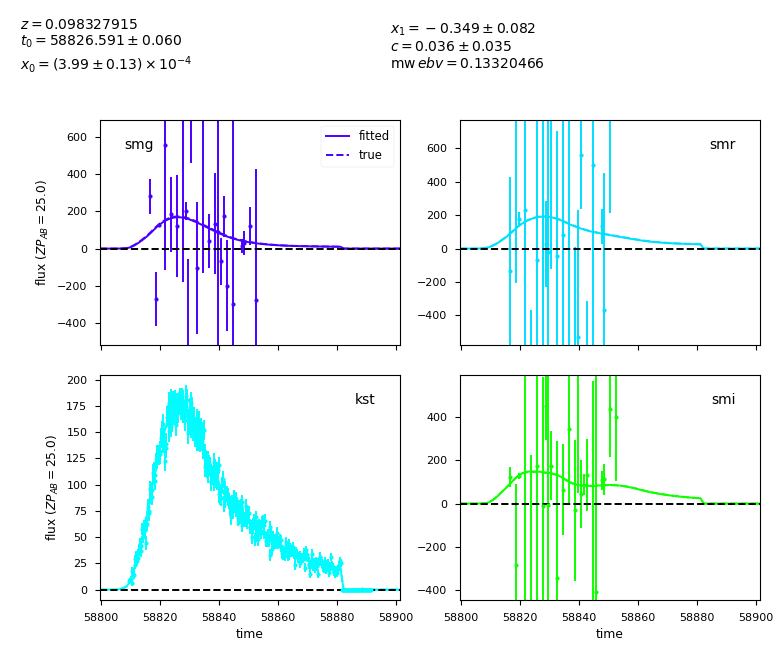 z = 0.098327915
t₀ = 58826.591 ± 0.060
x₀ = (3.99 ± 0.13) × 10⁻⁴
x₁ = −0.349 ± 0.082
c = 0.036 ± 0.035
mw ebv = 0.13320466
smg
fitted
true
600
400
200
0
−200
−400
flux (ZP_AB = 25.0)
smr
600
400
200
0
−200
−400
kst
200
175
150
125
100
75
50
25
0
flux (ZP_AB = 25.0)
58800 58820 58840 58860 58880 58900
time
smi
400
200
0
−200
−400
58800 58820 58840 58860 58880 58900
time